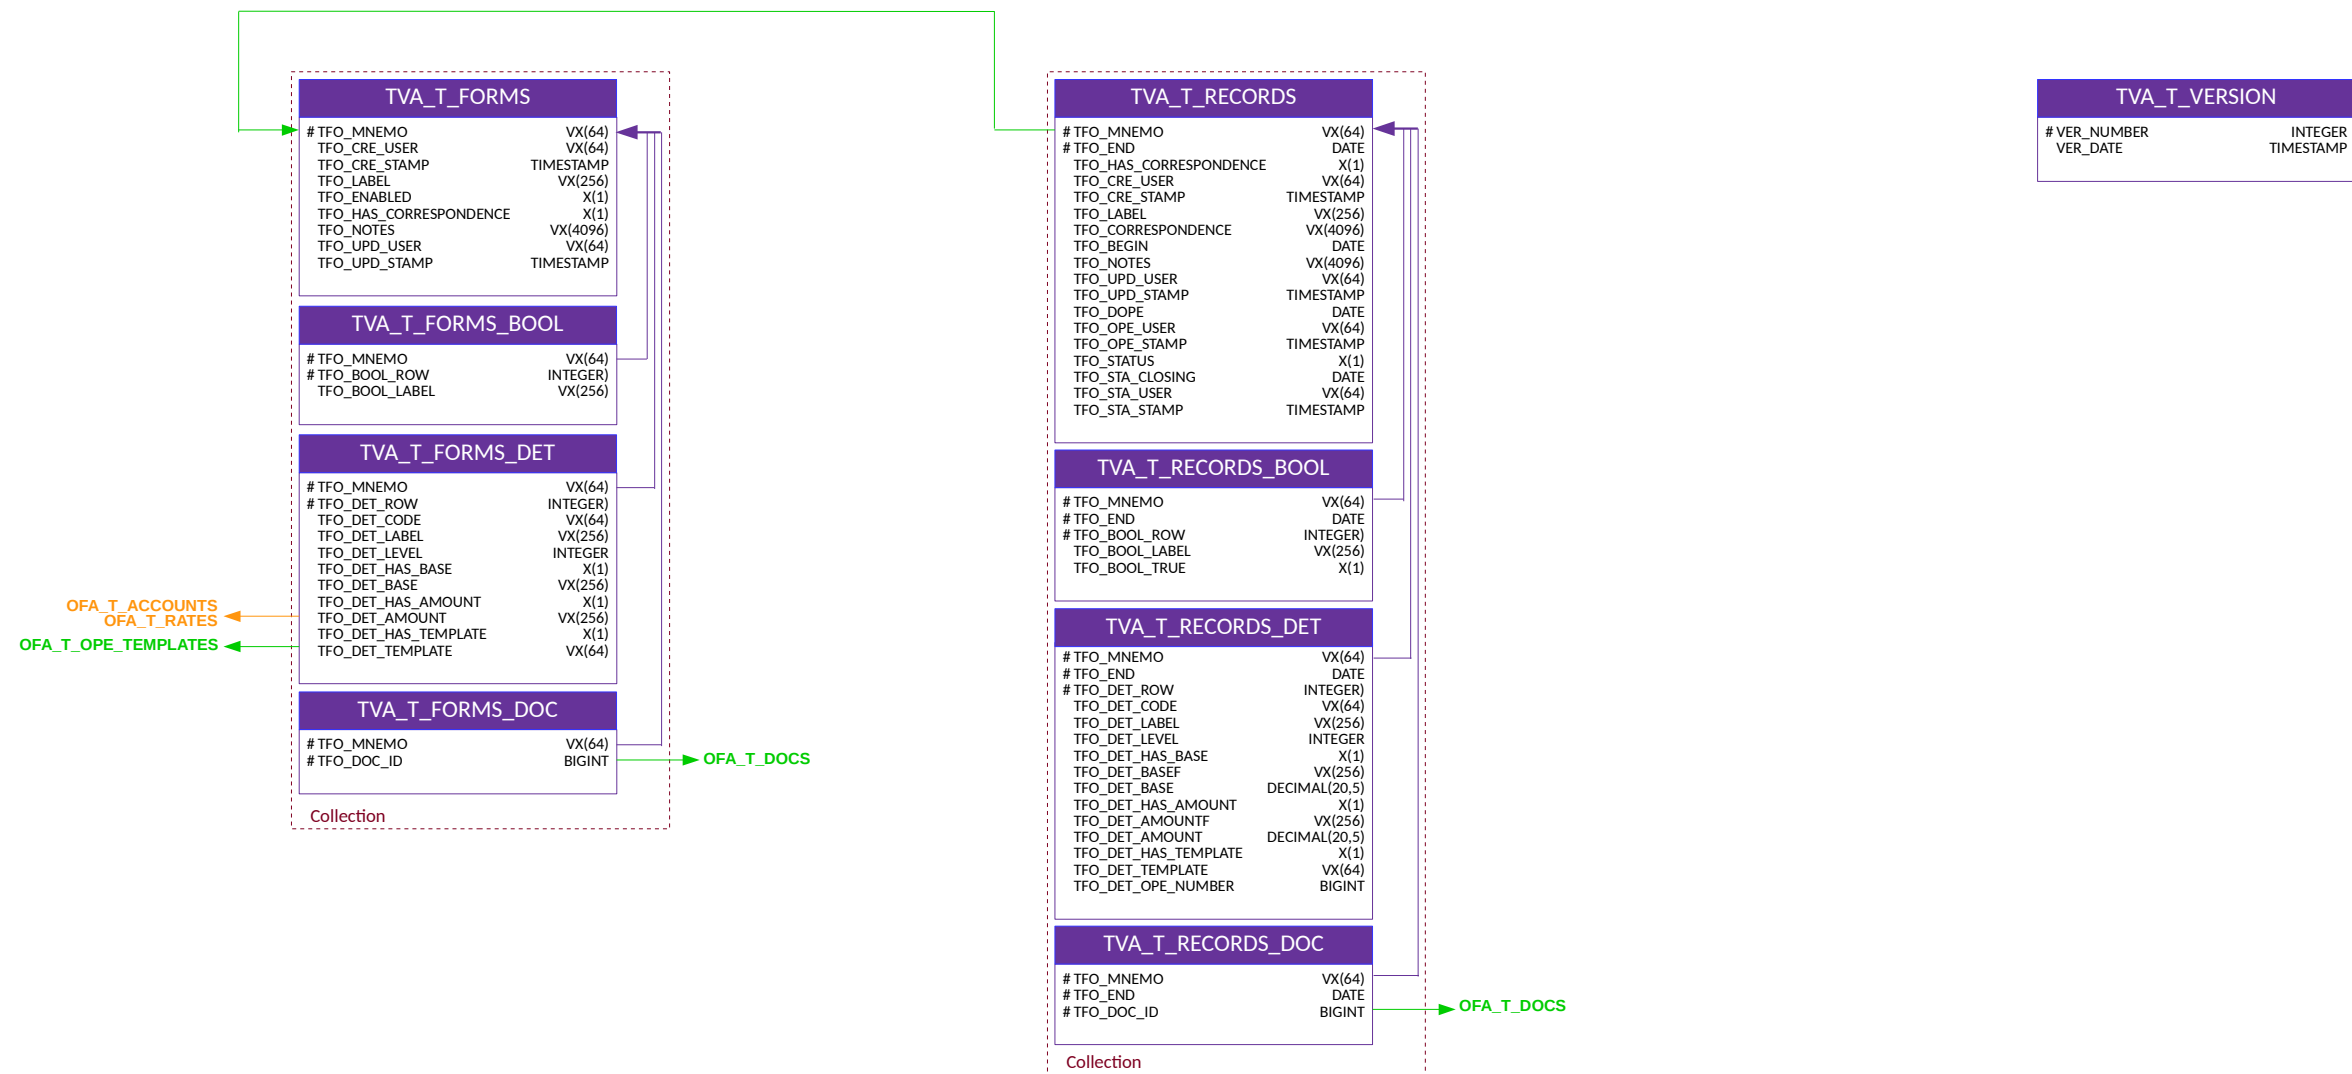 TVA_T_FORMS
# TFO_MNEMO VX(64)
TFO_CRE_USER VX(64)
TFO_CRE_STAMP TIMESTAMP
TFO_LABEL VX(256)
TFO_ENABLED X(1)
TFO_HAS_CORRESPONDENCE X(1)
TFO_NOTES VX(4096)
TFO_UPD_USER VX(64)
TFO_UPD_STAMP TIMESTAMP
TVA_T_FORMS_BOOL
# TFO_MNEMO VX(64)
# TFO_BOOL_ROW INTEGER)
TFO_BOOL_LABEL VX(256)
TVA_T_FORMS_DET
# TFO_MNEMO VX(64)
# TFO_DET_ROW INTEGER)
TFO_DET_CODE VX(64)
TFO_DET_LABEL VX(256)
TFO_DET_LEVEL INTEGER
TFO_DET_HAS_BASE X(1)
TFO_DET_BASE VX(256)
TFO_DET_HAS_AMOUNT X(1)
TFO_DET_AMOUNT VX(256)
TFO_DET_HAS_TEMPLATE X(1)
TFO_DET_TEMPLATE VX(64)
OFA_T_ACCOUNTS
OFA_T_RATES
OFA_T_OPE_TEMPLATES
TVA_T_FORMS_DOC
# TFO_MNEMO VX(64)
# TFO_DOC_ID BIGINT
OFA_T_DOCS
Collection
TVA_T_RECORDS
# TFO_MNEMO VX(64)
# TFO_END DATE
TFO_HAS_CORRESPONDENCE X(1)
TFO_CRE_USER VX(64)
TFO_CRE_STAMP TIMESTAMP
TFO_LABEL VX(256)
TFO_CORRESPONDENCE VX(4096)
TFO_BEGIN DATE
TFO_NOTES VX(4096)
TFO_UPD_USER VX(64)
TFO_UPD_STAMP TIMESTAMP
TFO_DOPE DATE
TFO_OPE_USER VX(64)
TFO_OPE_STAMP TIMESTAMP
TFO_STATUS X(1)
TFO_STA_CLOSING DATE
TFO_STA_USER VX(64)
TFO_STA_STAMP TIMESTAMP
TVA_T_RECORDS_BOOL
# TFO_MNEMO VX(64)
# TFO_END DATE
# TFO_BOOL_ROW INTEGER)
TFO_BOOL_LABEL VX(256)
TFO_BOOL_TRUE X(1)
TVA_T_RECORDS_DET
# TFO_MNEMO VX(64)
# TFO_END DATE
# TFO_DET_ROW INTEGER)
TFO_DET_CODE VX(64)
TFO_DET_LABEL VX(256)
TFO_DET_LEVEL INTEGER
TFO_DET_HAS_BASE X(1)
TFO_DET_BASEF VX(256)
TFO_DET_BASE DECIMAL(20,5)
TFO_DET_HAS_AMOUNT X(1)
TFO_DET_AMOUNTF VX(256)
TFO_DET_AMOUNT DECIMAL(20,5)
TFO_DET_HAS_TEMPLATE X(1)
TFO_DET_TEMPLATE VX(64)
TFO_DET_OPE_NUMBER BIGINT
TVA_T_RECORDS_DOC
# TFO_MNEMO VX(64)
# TFO_END DATE
# TFO_DOC_ID BIGINT
OFA_T_DOCS
Collection
TVA_T_VERSION
# VER_NUMBER INTEGER
VER_DATE TIMESTAMP